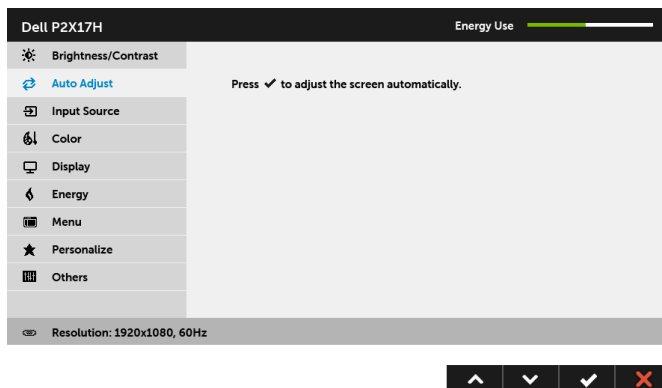 Dell P2X17H
Energy Use
Brightness/Contrast
Auto Adjust
Press ✓ to adjust the screen automatically.
Input Source
Color
Display
Energy
Menu
Personalize
Others
Resolution: 1920x1080, 60Hz